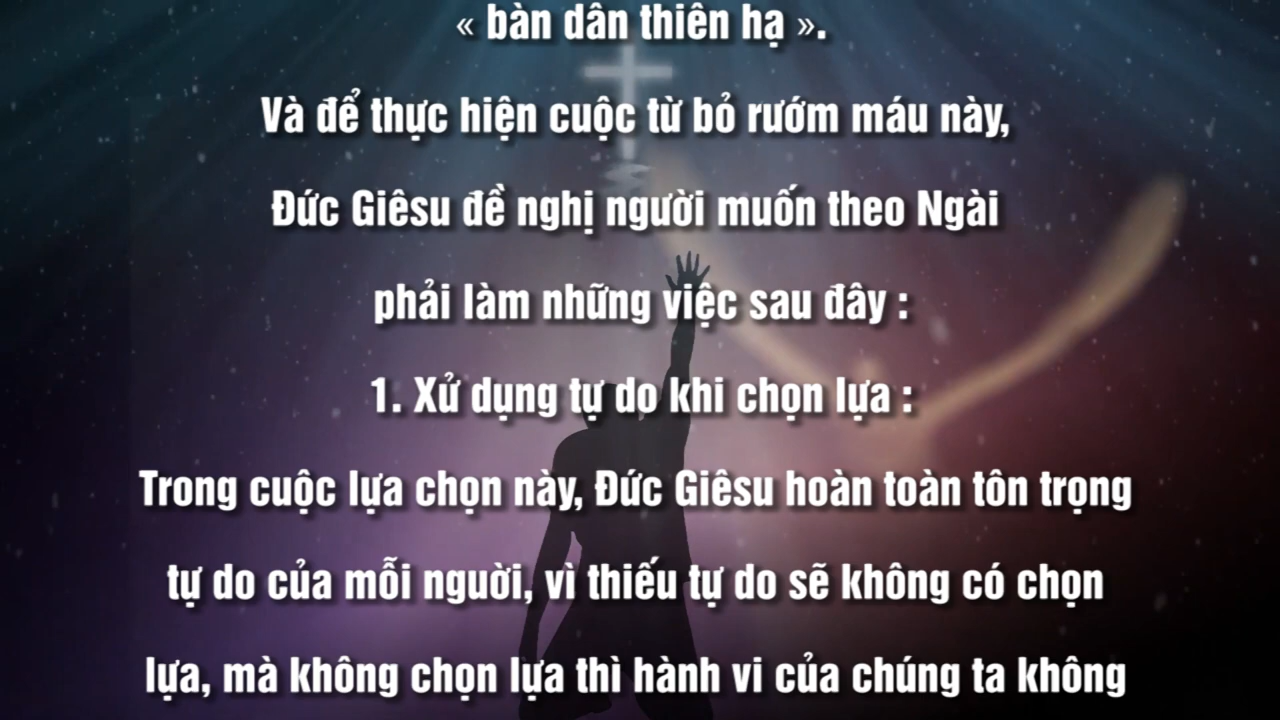 « bàn dân thiên hạ ».
Và để thực hiện cuộc từ bỏ rướm máu này,
Đức Giêsu đề nghị người muốn theo Ngài
phải làm những việc sau đây :
1. Xử dụng tự do khi chọn lựa :
Trong cuộc lựa chọn này, Đức Giêsu hoàn toàn tôn trọng
tự do của mỗi nguời, vì thiếu tự do sẽ không có chọn
lựa, mà không chọn lựa thì hành vi của chúng ta không